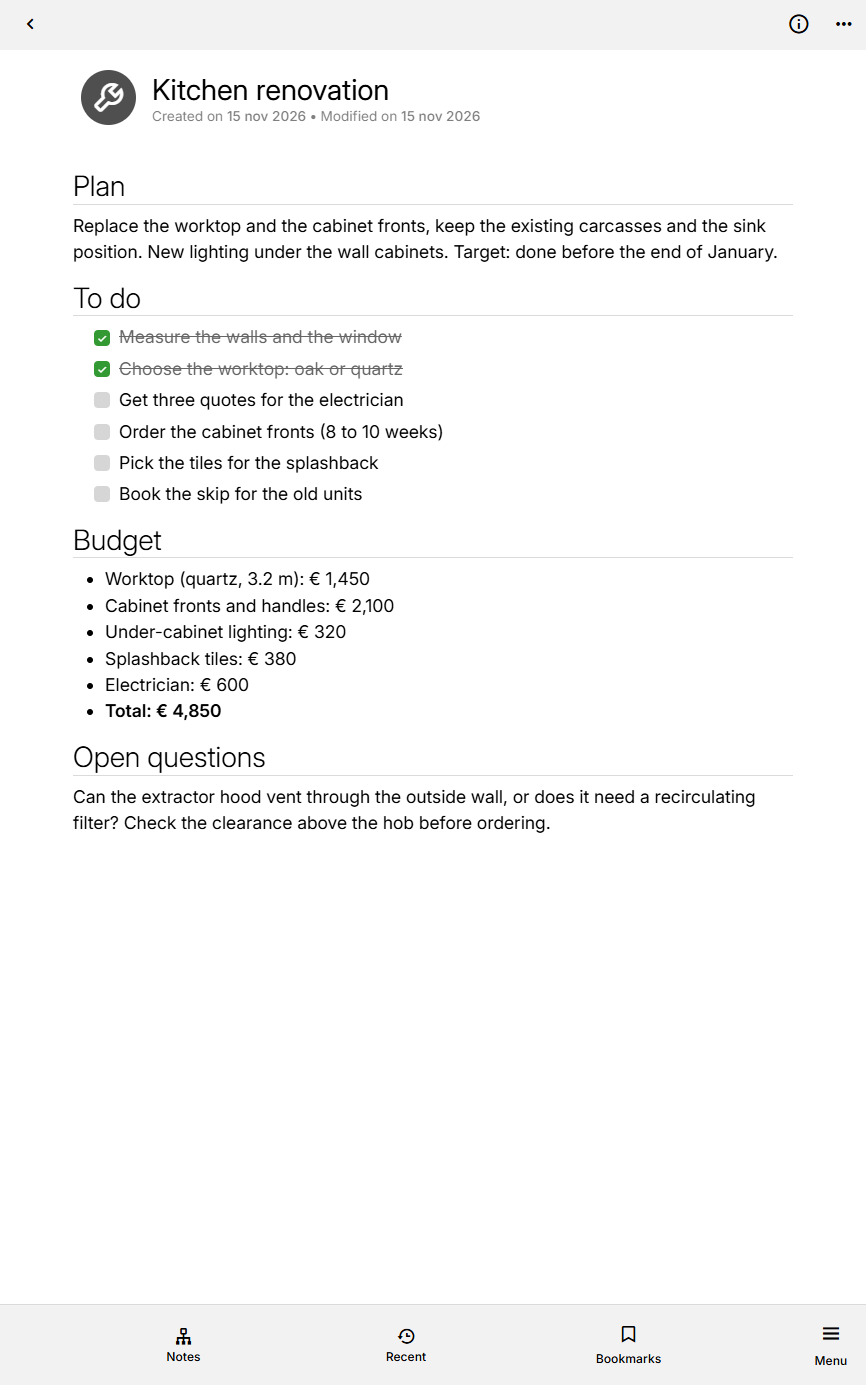 Kitchen renovation
Created on 15 nov 2026 • Modified on 15 nov 2026
Plan
Replace the worktop and the cabinet fronts, keep the existing carcasses and the sink
position. New lighting under the wall cabinets. Target: done before the end of January.
To do
Measure the walls and the window
Choose the worktop: oak or quartz
Get three quotes for the electrician
Order the cabinet fronts (8 to 10 weeks)
Pick the tiles for the splashback
Book the skip for the old units
Budget
• Worktop (quartz, 3.2 m): € 1,450
• Cabinet fronts and handles: € 2,100
• Under-cabinet lighting: € 320
• Splashback tiles: € 380
• Electrician: € 600
• Total: € 4,850
Open questions
Can the extractor hood vent through the outside wall, or does it need a recirculating
filter? Check the clearance above the hob before ordering.
Notes
Recent
Bookmarks
Menu